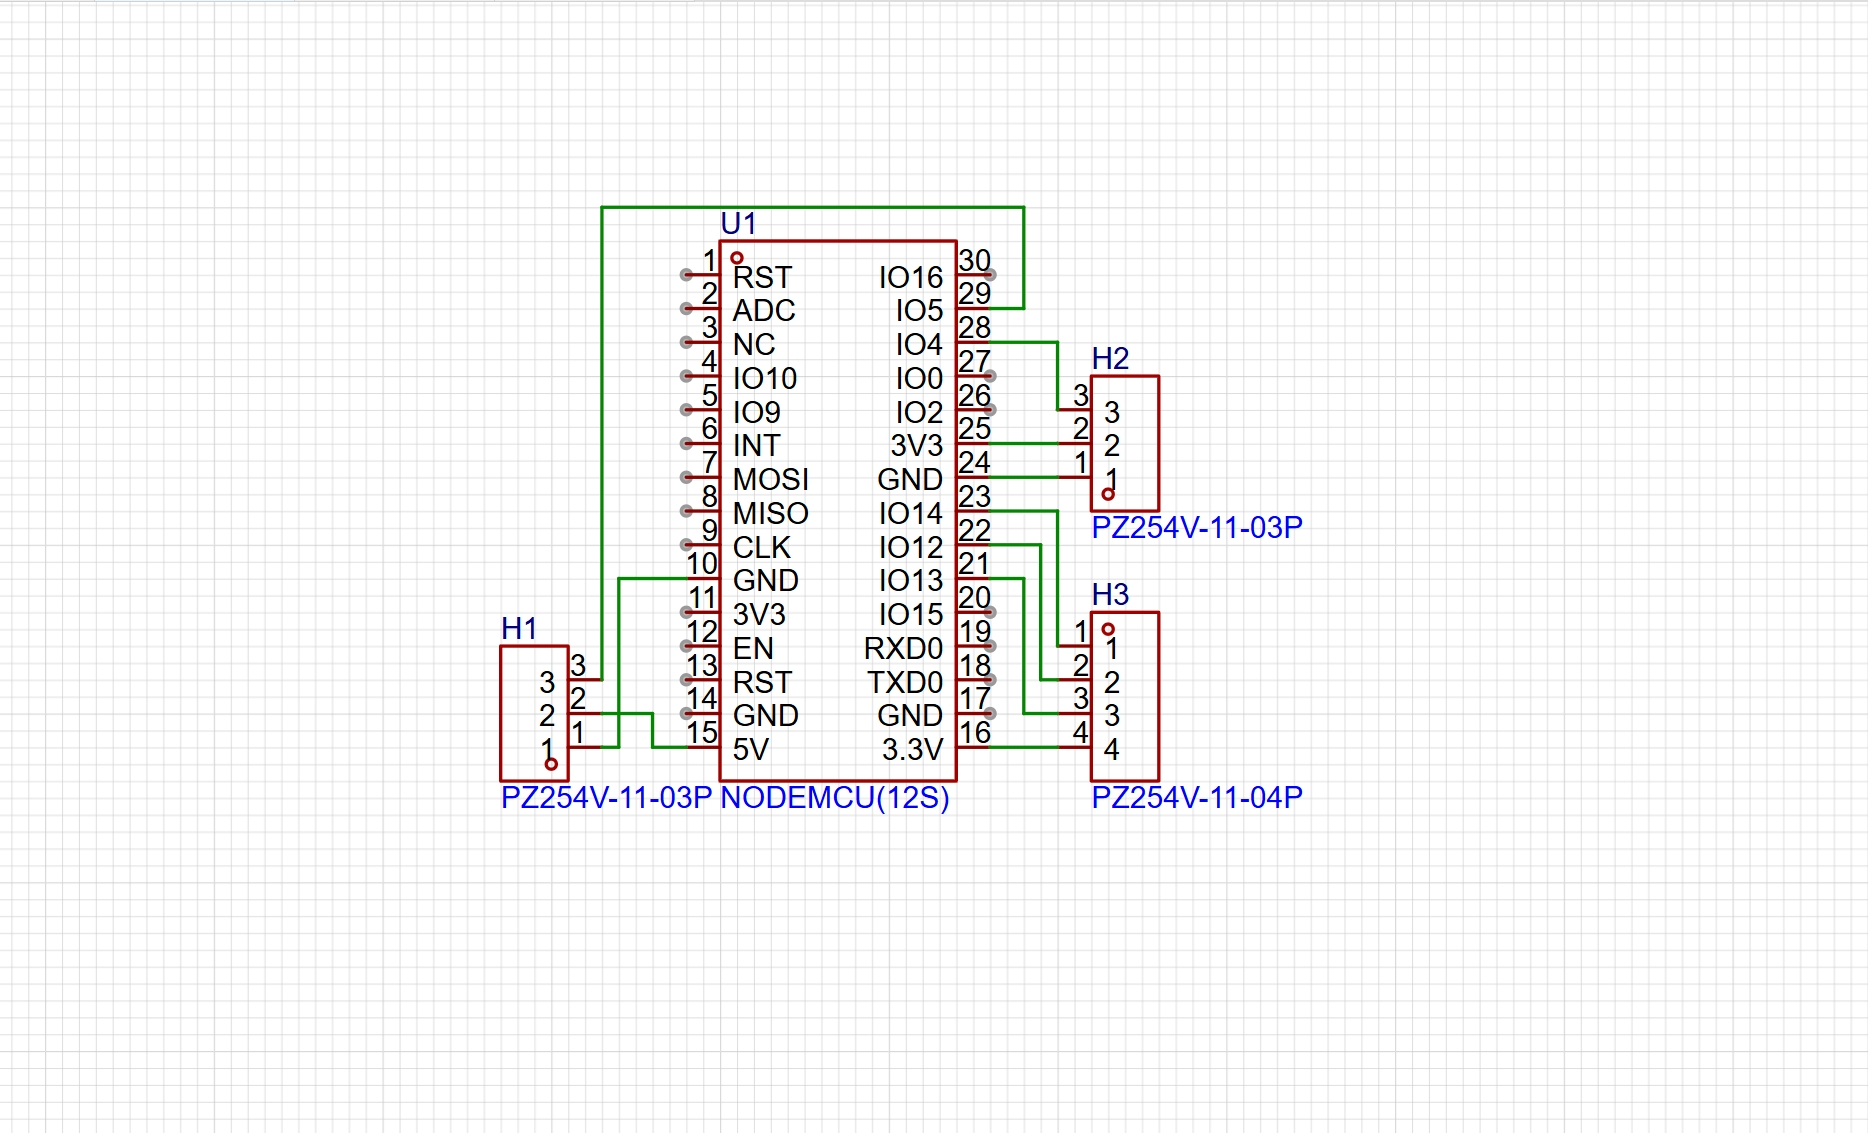 U1
1 RST IO16 30
2 ADC IO5 29
3 NC IO4 28
4 IO10 IO0 27
5 IO9 IO2 26
6 INT 3V3 25
7 MOSI GND 24
8 MISO IO14 23
9 CLK IO12 22
10 GND IO13 21
11 3V3 IO15 20
12 EN RXD0 19
13 RST TXD0 18
14 GND GND 17
15 5V 3.3V 16
NODEMCU(12S)
H1
3 3
2 2
1 1
PZ254V-11-03P
H2
3 3
2 2
1 1
PZ254V-11-03P
H3
1 1
2 2
3 3
4 4
PZ254V-11-04P